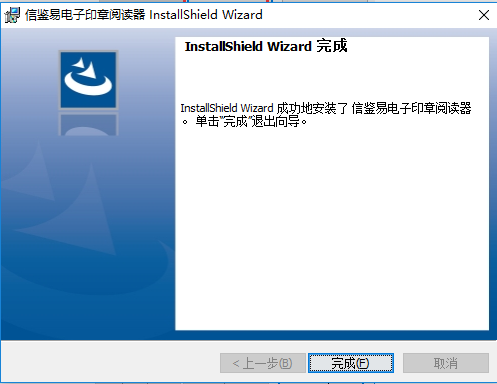 信鉴易电子印章阅读器 InstallShield Wizard
InstallShield Wizard 完成
InstallShield Wizard 成功地安装了 信鉴易电子印章阅读器
。单击“完成”退出向导。
< 上一步(B)
完成(F)
取消